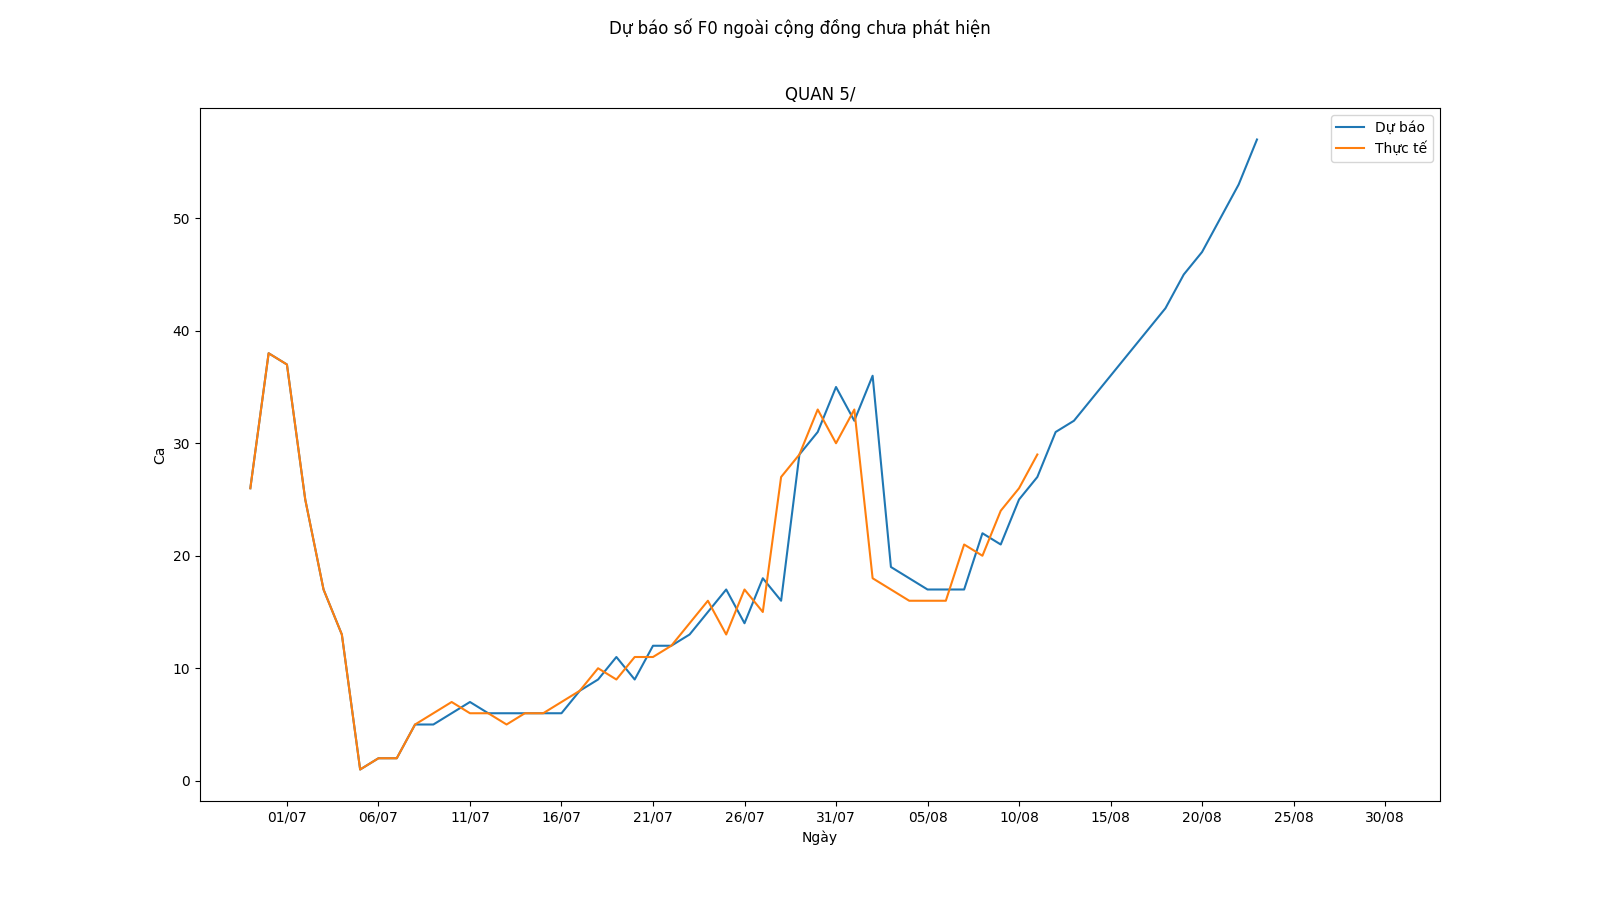 Dự báo số F0 ngoài cộng đồng chưa phát hiện
QUAN 5/
Dự báo
Thực tế
50
40
30
20
10
0
Ca
01/07 06/07 11/07 16/07 21/07 26/07 31/07 05/08 10/08 15/08 20/08 25/08 30/08
Ngày